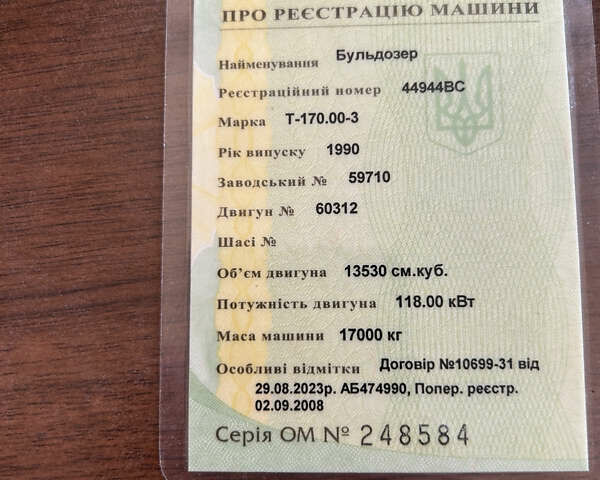 ПРО РЕЄСТРАЦІЮ МАШИНИ
Найменування Бульдозер
Реєстраційний номер 44944ВС
Марка Т-170.00-3
Рік випуску 1990
Заводський № 59710
Двигун № 60312
Шасі №
Об'єм двигуна 13530 см.куб.
Потужність двигуна 118.00 кВт
Маса машини 17000 кг
Особливі відмітки Договір №10699-31 від
29.08.2023р. АБ474990, Попер. реєстр.
02.09.2008
Серія ОМ № 248584